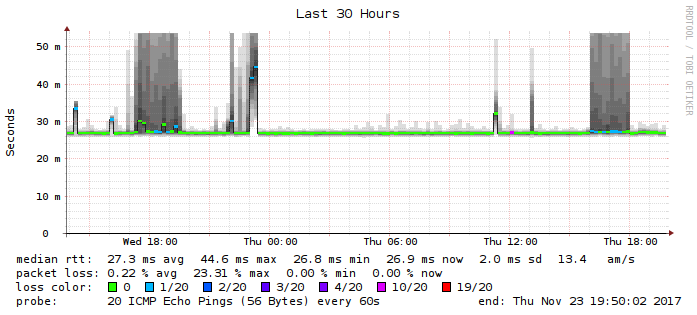 Last 30 Hours
RRDTOOL / TOBI OETIKER
Seconds
50 m
40 m
30 m
20 m
10 m
0
Wed 18:00 Thu 00:00 Thu 06:00 Thu 12:00 Thu 18:00
median rtt: 27.3 ms avg 44.6 ms max 26.8 ms min 26.9 ms now 2.0 ms sd 13.4 am/s
packet loss: 0.22 % avg 23.31 % max 0.00 % min 0.00 % now
loss color: 0 1/20 2/20 3/20 4/20 10/20 19/20
probe: 20 ICMP Echo Pings (56 Bytes) every 60s end: Thu Nov 23 19:50:02 2017